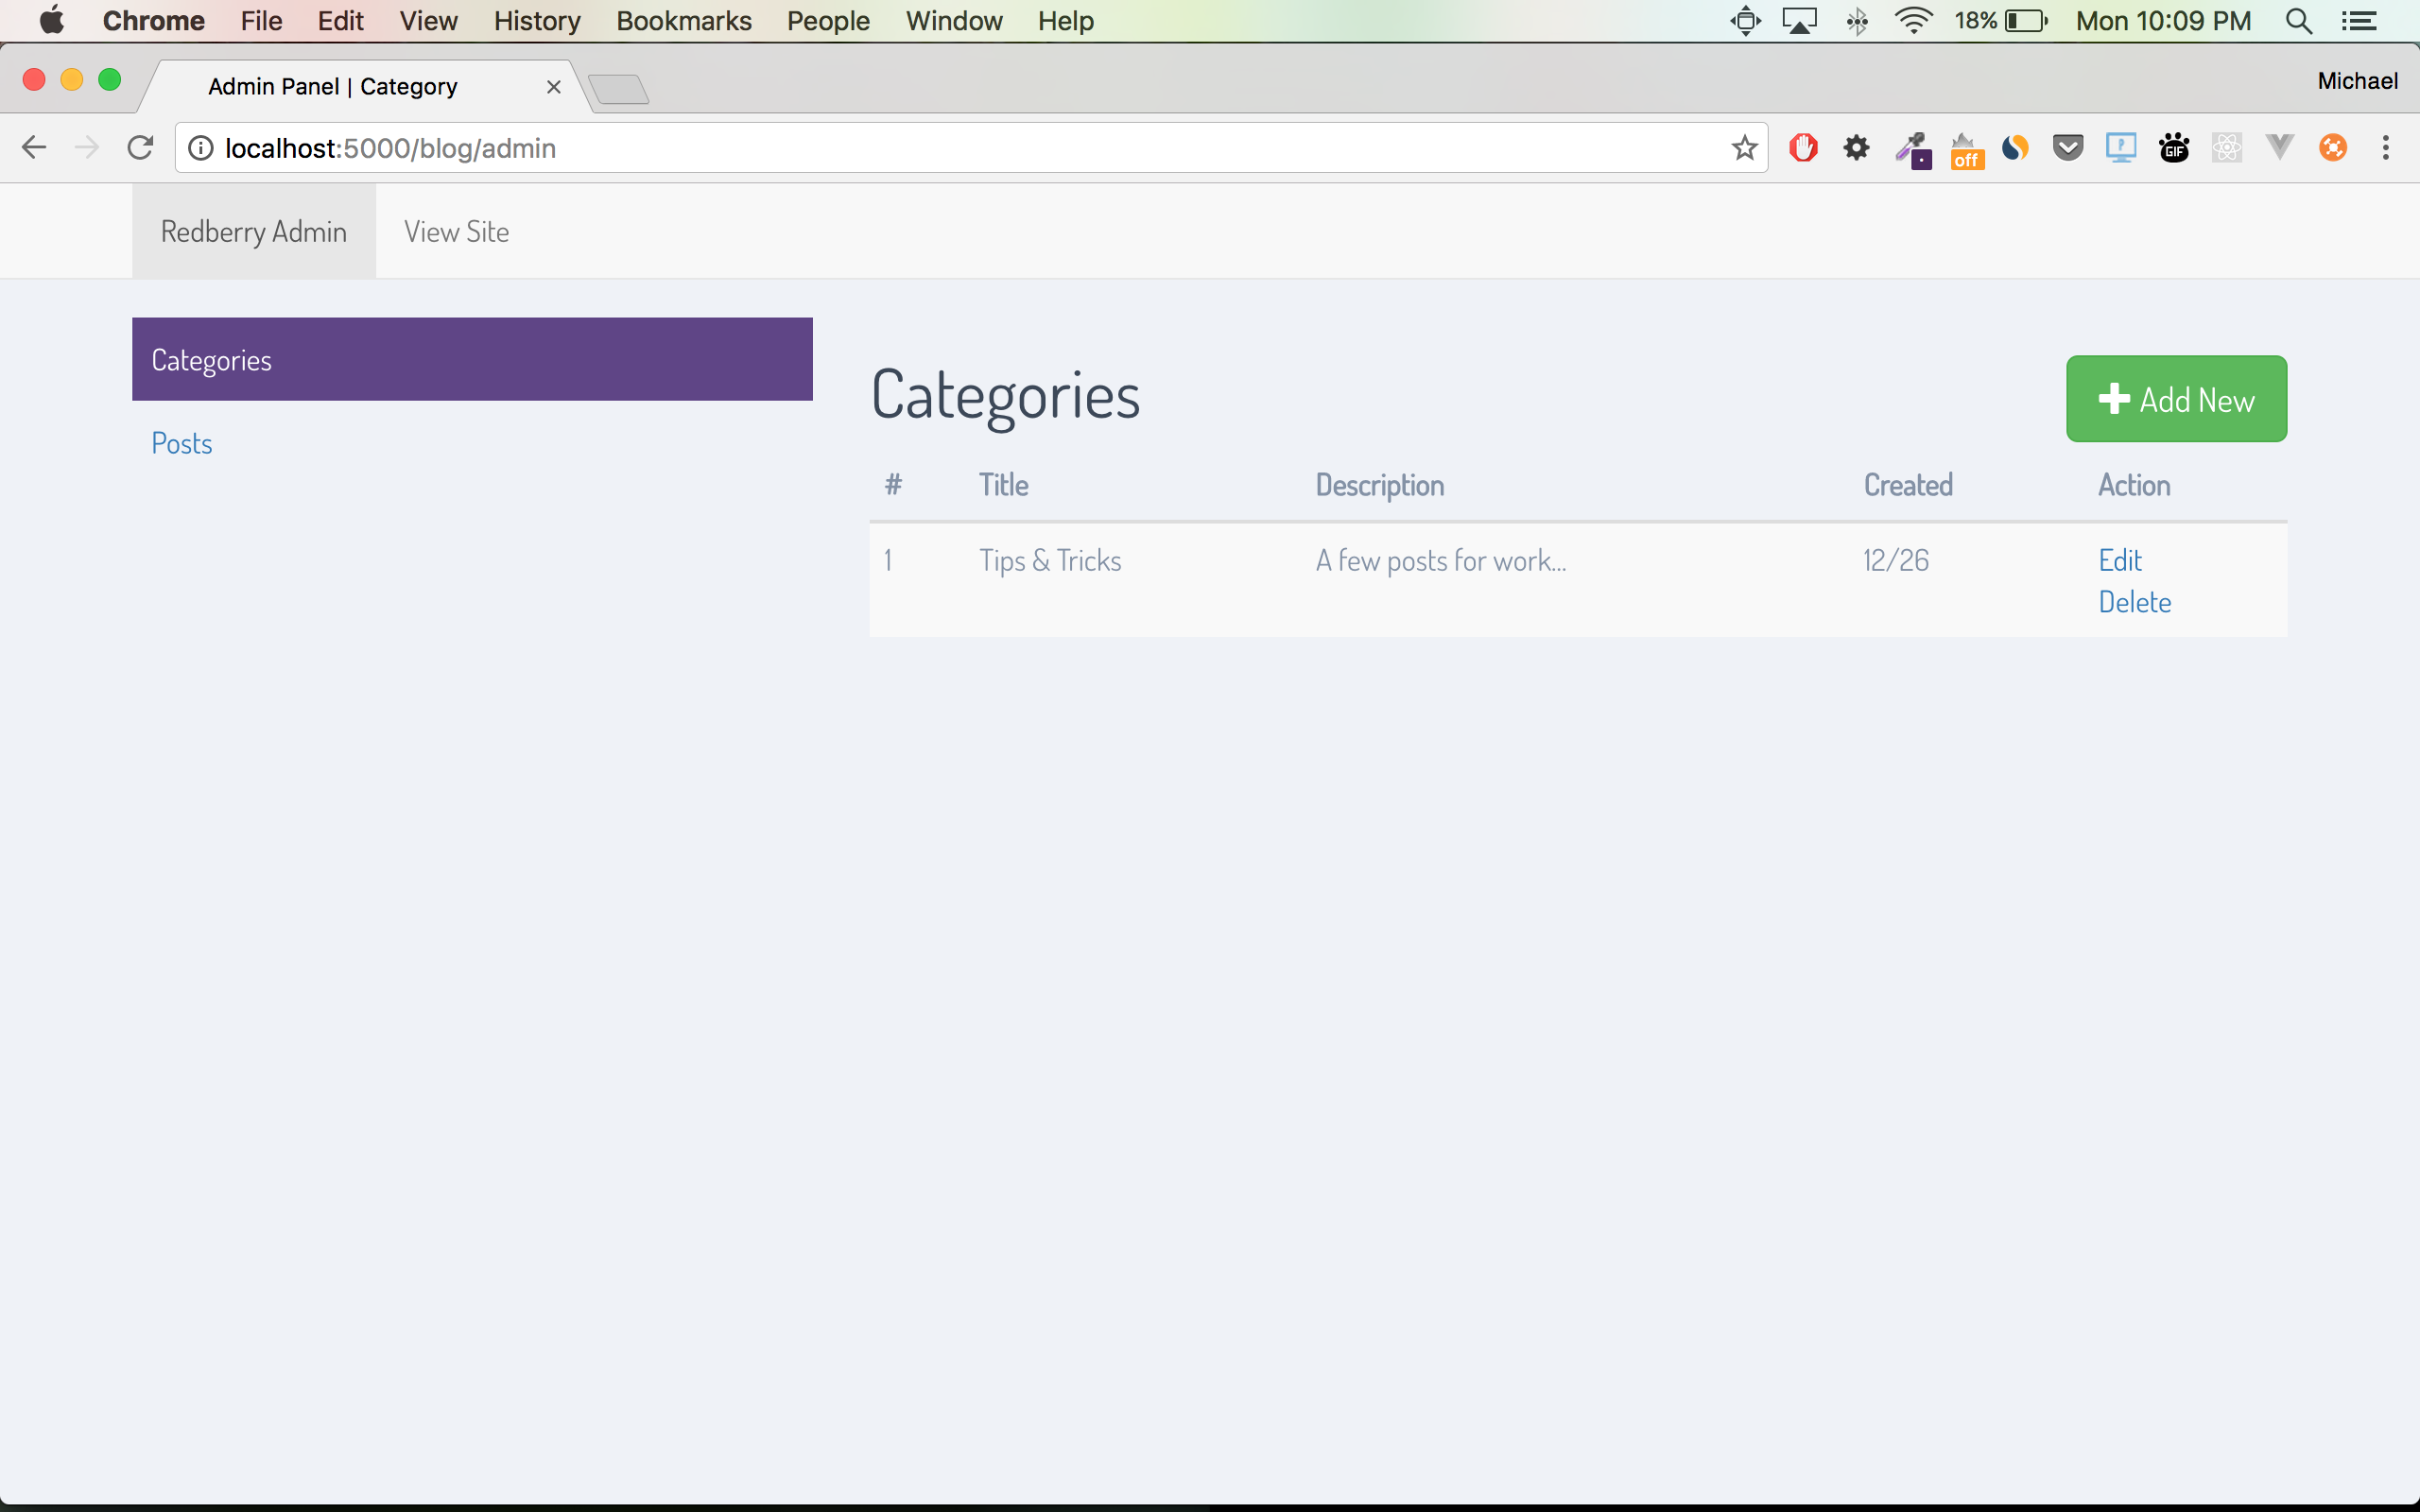 Chrome File Edit View History Bookmarks People Window Help 18% Mon 10:09 PM
Admin Panel | Category Michael
localhost:5000/blog/admin off P GIF
Redberry Admin View Site
Categories
Posts
Categories
Add New
# Title Description Created Action
1 Tips & Tricks A few posts for work... 12/26 Edit
Delete